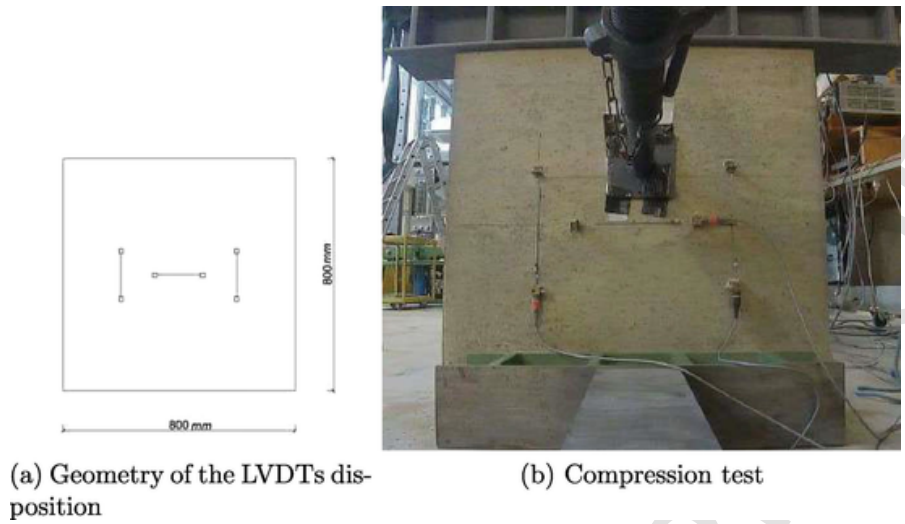 800 mm
800 mm
(a) Geometry of the LVDTs dis-
position
(b) Compression test